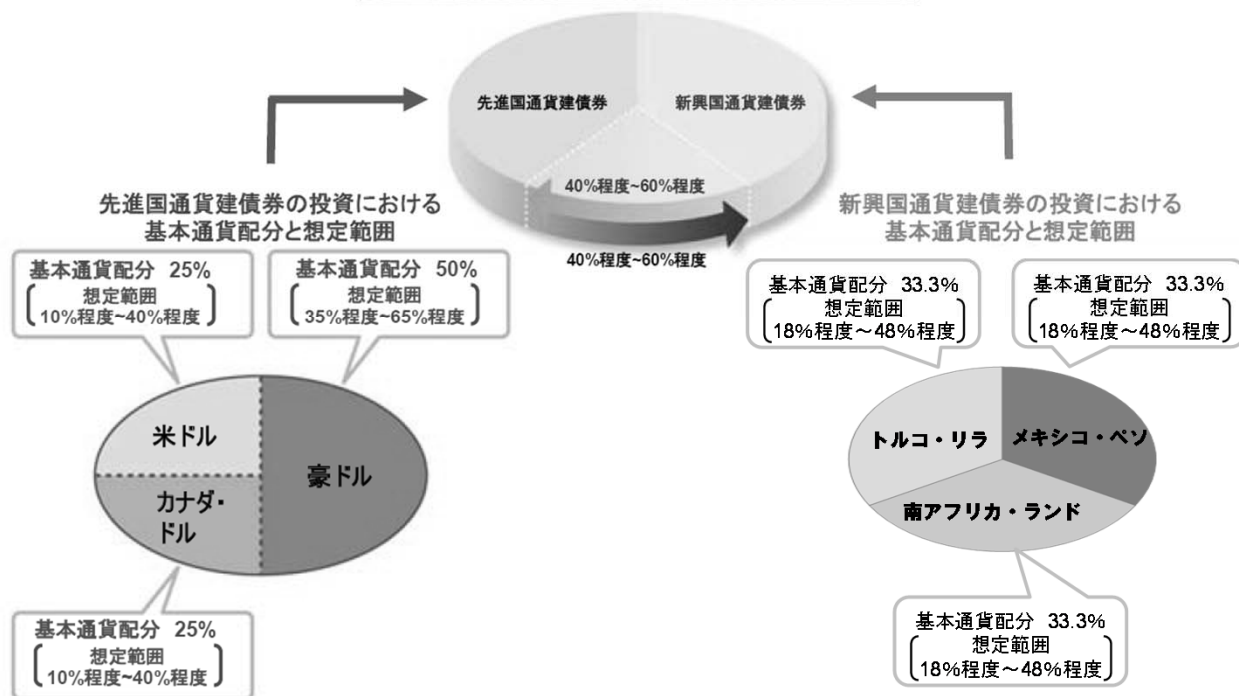 先進国通貨建債券
新興国通貨建債券
40%程度~60%程度
40%程度~60%程度
先進国通貨建債券の投資における
基本通貨配分と想定範囲
基本通貨配分 25%
想定範囲
10%程度~40%程度
基本通貨配分 50%
想定範囲
35%程度~65%程度
米ドル
カナダ・
ドル
豪ドル
基本通貨配分 25%
想定範囲
10%程度~40%程度
新興国通貨建債券の投資における
基本通貨配分と想定範囲
基本通貨配分 33.3%
想定範囲
18%程度～48%程度
基本通貨配分 33.3%
想定範囲
18%程度～48%程度
トルコ・リラ
メキシコ・ペソ
南アフリカ・ランド
基本通貨配分 33.3%
想定範囲
18%程度～48%程度